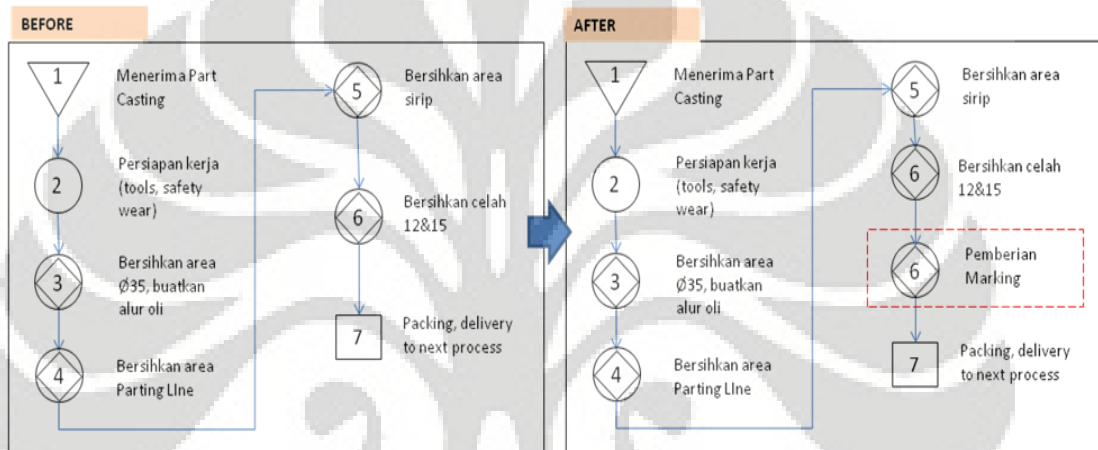 BEFORE
1
Menerima Part
Casting
2
Persiapan kerja
(tools, safety
wear)
3
Bersihkan area
Ø35, buatkan
alur oli
4
Bersihkan area
Parting LIne
5
Bersihkan area
sirip
6
Bersihkan celah
12&15
7
Packing, delivery
to next process
AFTER
1
Menerima Part
Casting
2
Persiapan kerja
(tools, safety
wear)
3
Bersihkan area
Ø35, buatkan
alur oli
4
Bersihkan area
Parting LIne
5
Bersihkan area
sirip
6
Bersihkan celah
12&15
6
Pemberian
Marking
7
Packing, delivery
to next process